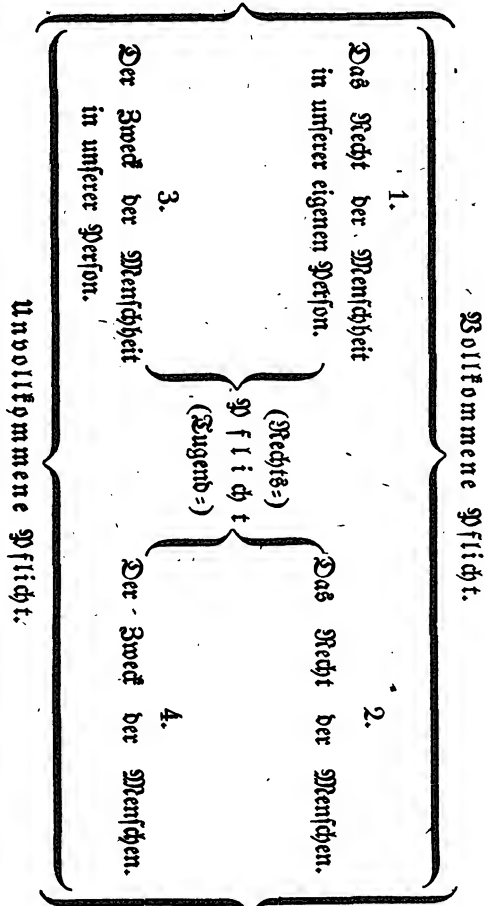 Vollkommene Pflicht.
1.
Das Recht der Menschheit
in unserer eigenen Person.
2.
Das Recht der Menschen.
(Rechts=)
Pflicht
(Tugend=)
3.
Der Zweck der Menschheit
in unserer Person.
4.
Der Zweck der Menschen.
Unvollkommene Pflicht.